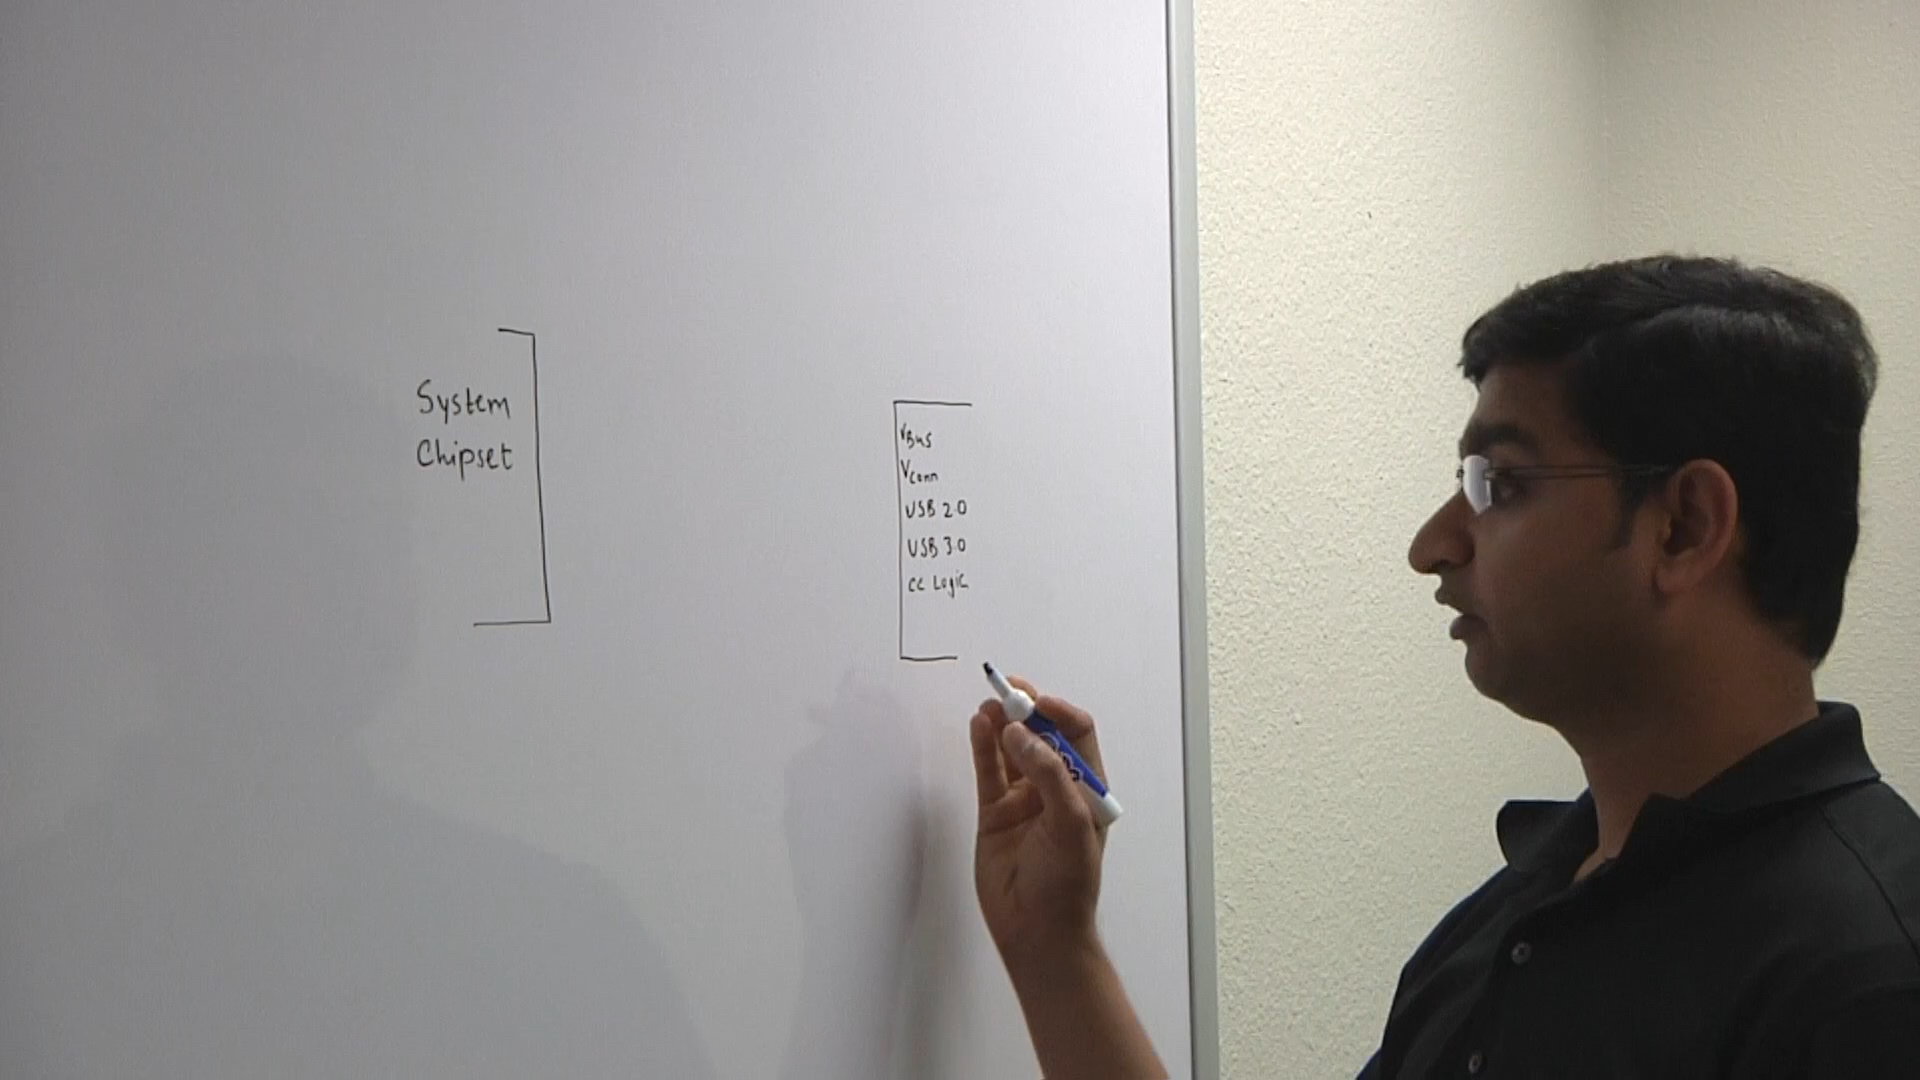 System
Chipset
VBus
VConn
USB 2.0
USB 3.0
CC Logic